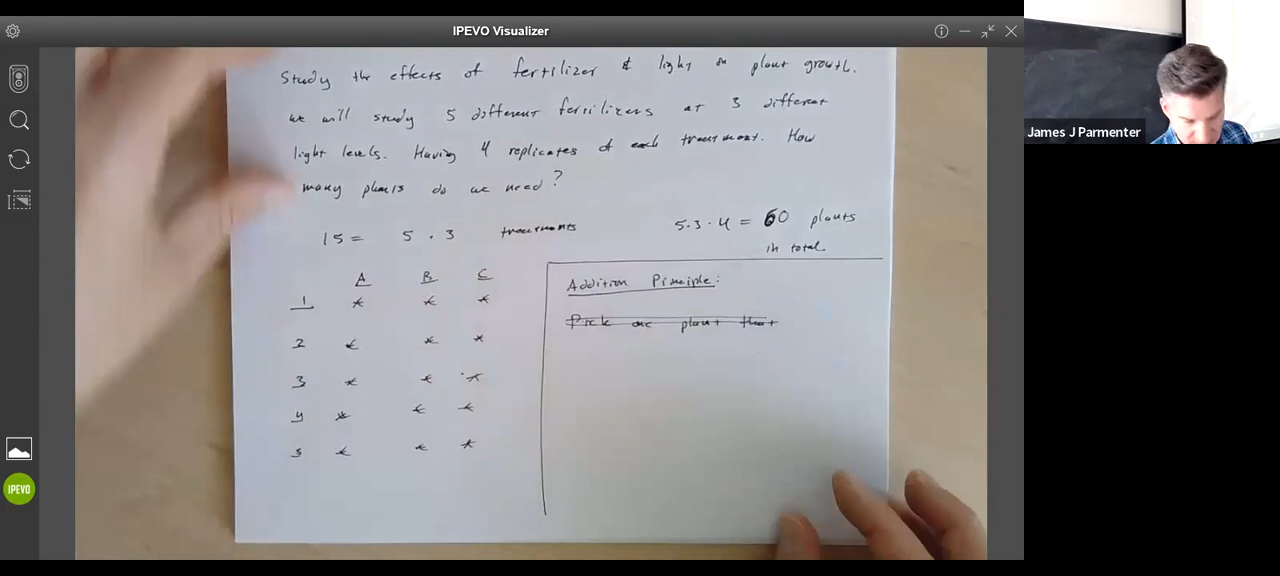 IPEVO Visualizer
James J Parmenter
Study the effects of fertilizer & light on plant growth.
we will study 5 different fertilizers at 3 different
light levels. Having 4 replicates of each treatment. How
many plants do we need?
15 = 5 . 3 treatments
5.3.4 = 60 plants
in total.
A B C
1 * * *
2 * * *
3 * * *
4 * * *
5 * * *
Addition Principle:
Pick one plant that
IPEVO